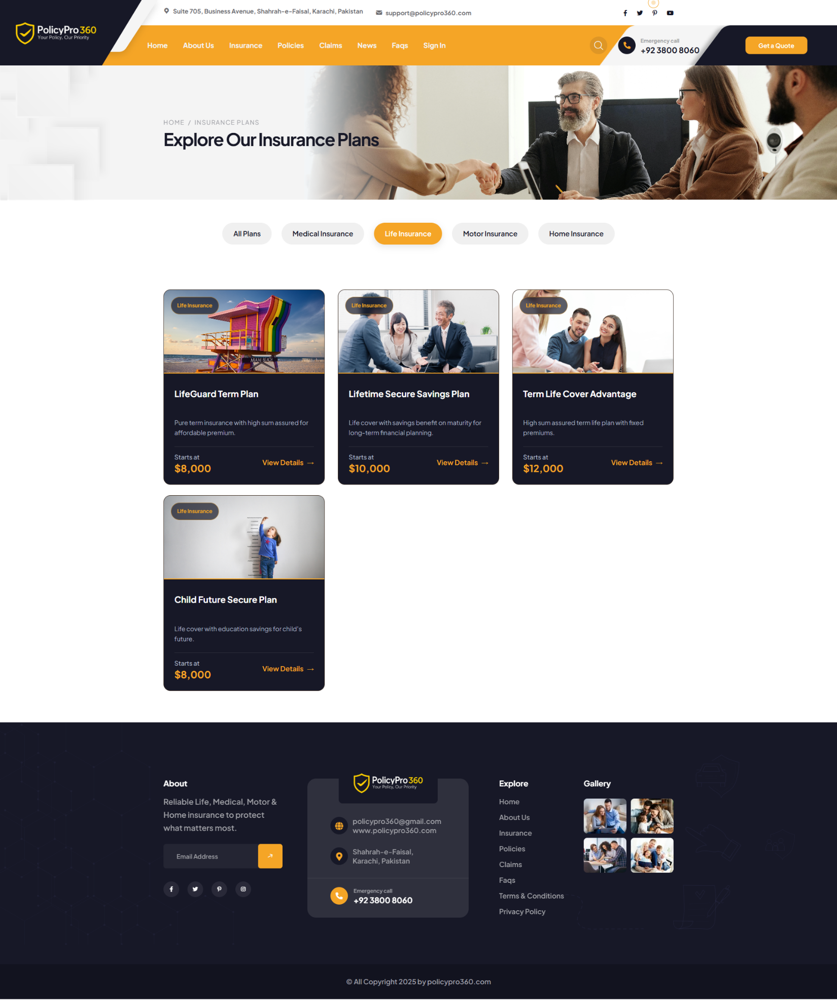 PolicyPro 360
Your Policy, Our Priority
Suite 705, Business Avenue, Shahrah-e-Faisal, Karachi, Pakistan
support@policypro360.com
Home
About Us
Insurance
Policies
Claims
News
Faqs
Sign In
Emergency call
+92 3800 8060
Get a Quote
HOME / INSURANCE PLANS
Explore Our Insurance Plans
All Plans
Medical Insurance
Life Insurance
Motor Insurance
Home Insurance
Life Insurance
MIAMI BEACH
LifeGuard Term Plan
Pure term insurance with high sum assured for
affordable premium.
Starts at
$8,000
View Details →
Life Insurance
Lifetime Secure Savings Plan
Life cover with savings benefit on maturity for
long-term financial planning.
Starts at
$10,000
View Details →
Life Insurance
Term Life Cover Advantage
High sum assured term life plan with fixed
premiums.
Starts at
$12,000
View Details →
Life Insurance
Child Future Secure Plan
Life cover with education savings for child's
future.
Starts at
$8,000
View Details →
About
Reliable Life, Medical, Motor &
Home insurance to protect
what matters most.
Email Address
PolicyPro 360
Your Policy, Our Priority
policypro360@gmail.com
www.policypro360.com
Shahrah-e-Faisal,
Karachi, Pakistan
Emergency call
+92 3800 8060
Explore
Home
About Us
Insurance
Policies
Claims
Faqs
Terms & Conditions
Privacy Policy
Gallery
© All Copyright 2025 by policypro360.com